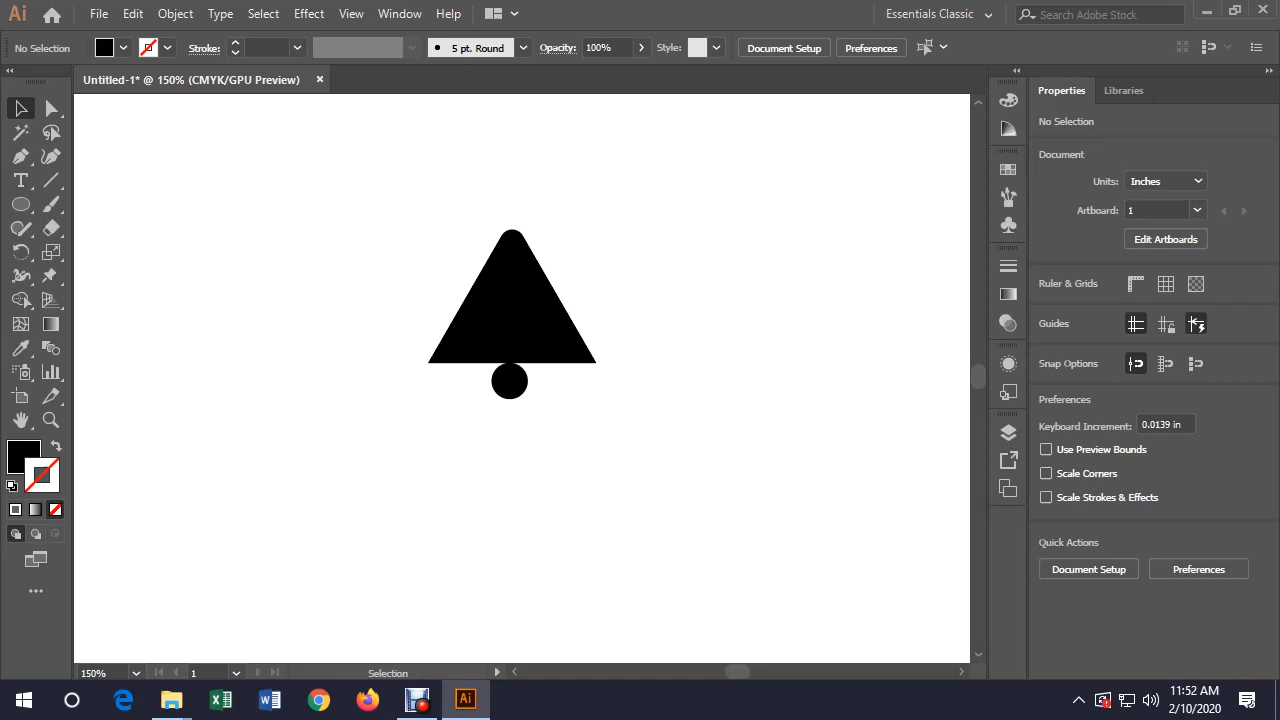 Ai File Edit Object Type Select Effect View Window Help Essentials Classic Search Adobe Stock
No Selection Stroke: 5 pt. Round Opacity: 100% Style: Document Setup Preferences
Untitled-1* @ 150% (CMYK/GPU Preview)
Properties Libraries
No Selection
Document
Units: Inches
Artboard: 1
Edit Artboards
Ruler & Grids
Guides
Snap Options
Preferences
Keyboard Increment: 0.0139 in
Use Preview Bounds
Scale Corners
Scale Strokes & Effects
Quick Actions
Document Setup Preferences
150% 1 Selection
Ai 11:52 AM
2/10/2020